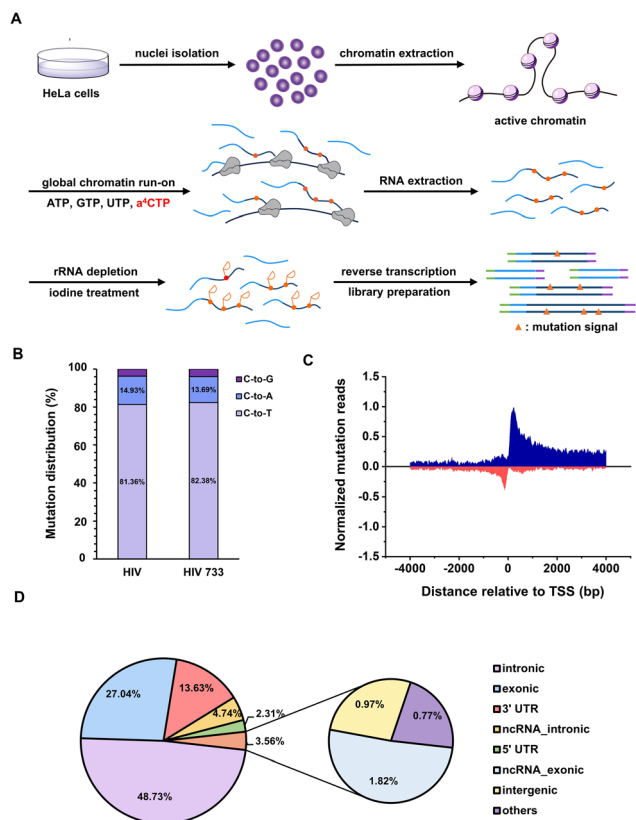 A
nuclei isolation
chromatin extraction
HeLa cells
active chromatin
global chromatin run-on
ATP, GTP, UTP, a⁴CTP
RNA extraction
rRNA depletion
iodine treatment
reverse transcription
library preparation
: mutation signal
B
Mutation distribution (%)
100
80
60
40
20
0
14.93%
13.69%
81.36%
82.38%
HIV
HIV 733
C-to-G
C-to-A
C-to-T
C
Normalized mutation reads
1.5
1.0
0.5
0.0
-0.5
-1.0
-1.5
-4000
-2000
0
2000
4000
Distance relative to TSS (bp)
D
27.04%
13.63%
4.74%
2.31%
3.56%
48.73%
0.97%
0.77%
1.82%
intronic
exonic
3' UTR
ncRNA_intronic
5' UTR
ncRNA_exonic
intergenic
others